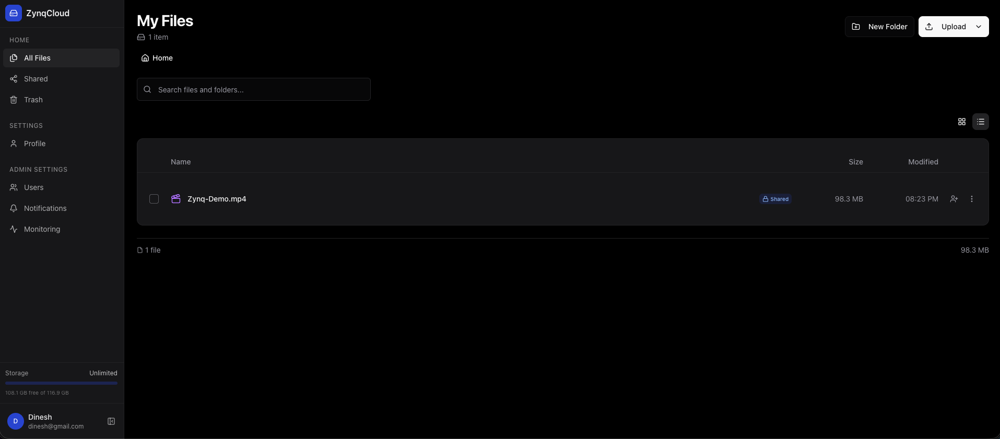 ZynqCloud
HOME
All Files
Shared
Trash
SETTINGS
Profile
ADMIN SETTINGS
Users
Notifications
Monitoring
Storage Unlimited
108.1 GB free of 116.9 GB
D
Dinesh
dinesh@gmail.com
My Files
1 item
New Folder
Upload
Home
Search files and folders...
Name Size Modified
Zynq-Demo.mp4 Shared 98.3 MB 08:23 PM
1 file 98.3 MB